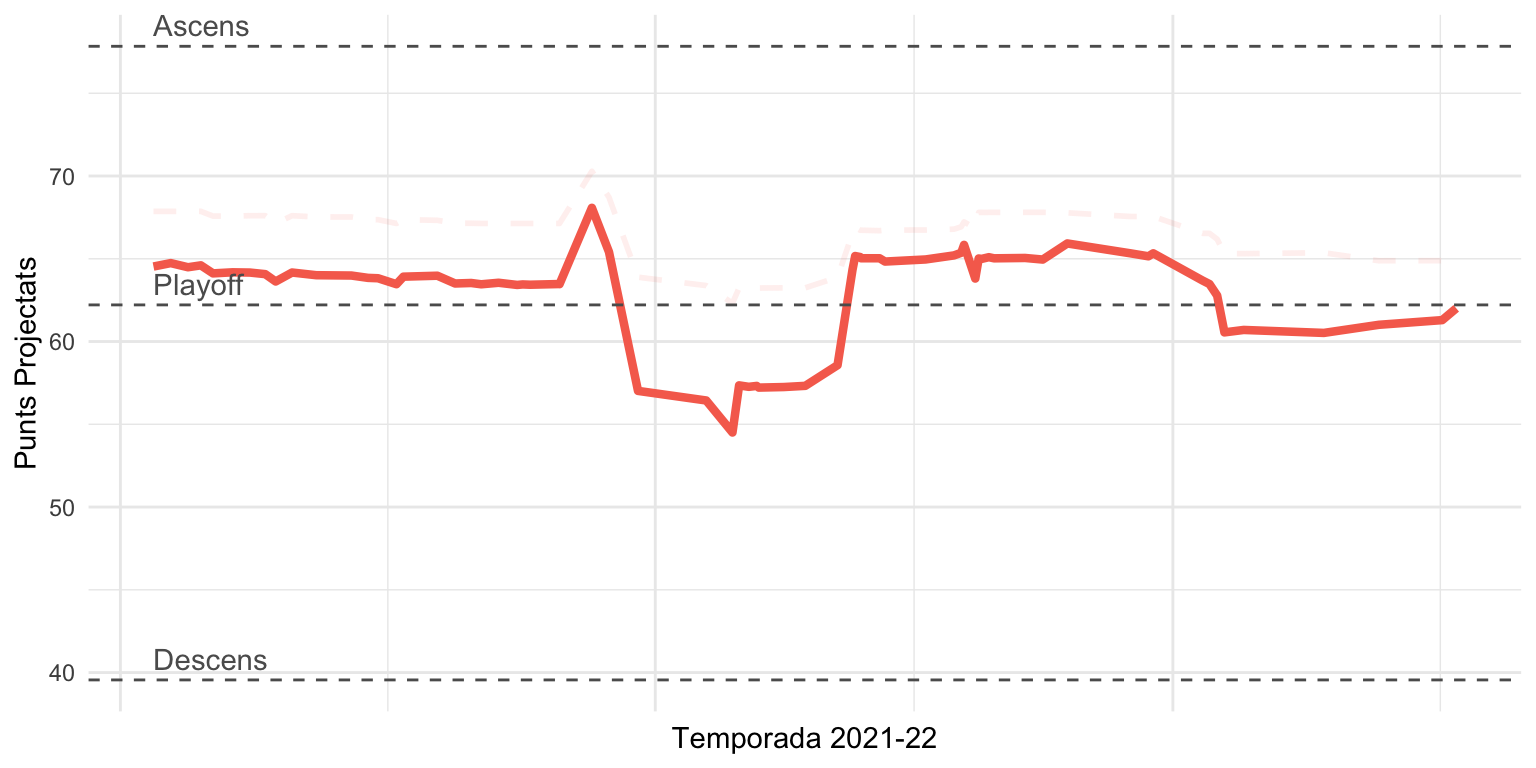 Ascens
70
Playoff
60
50
Descens
40
Punts Projectats
Temporada 2021-22